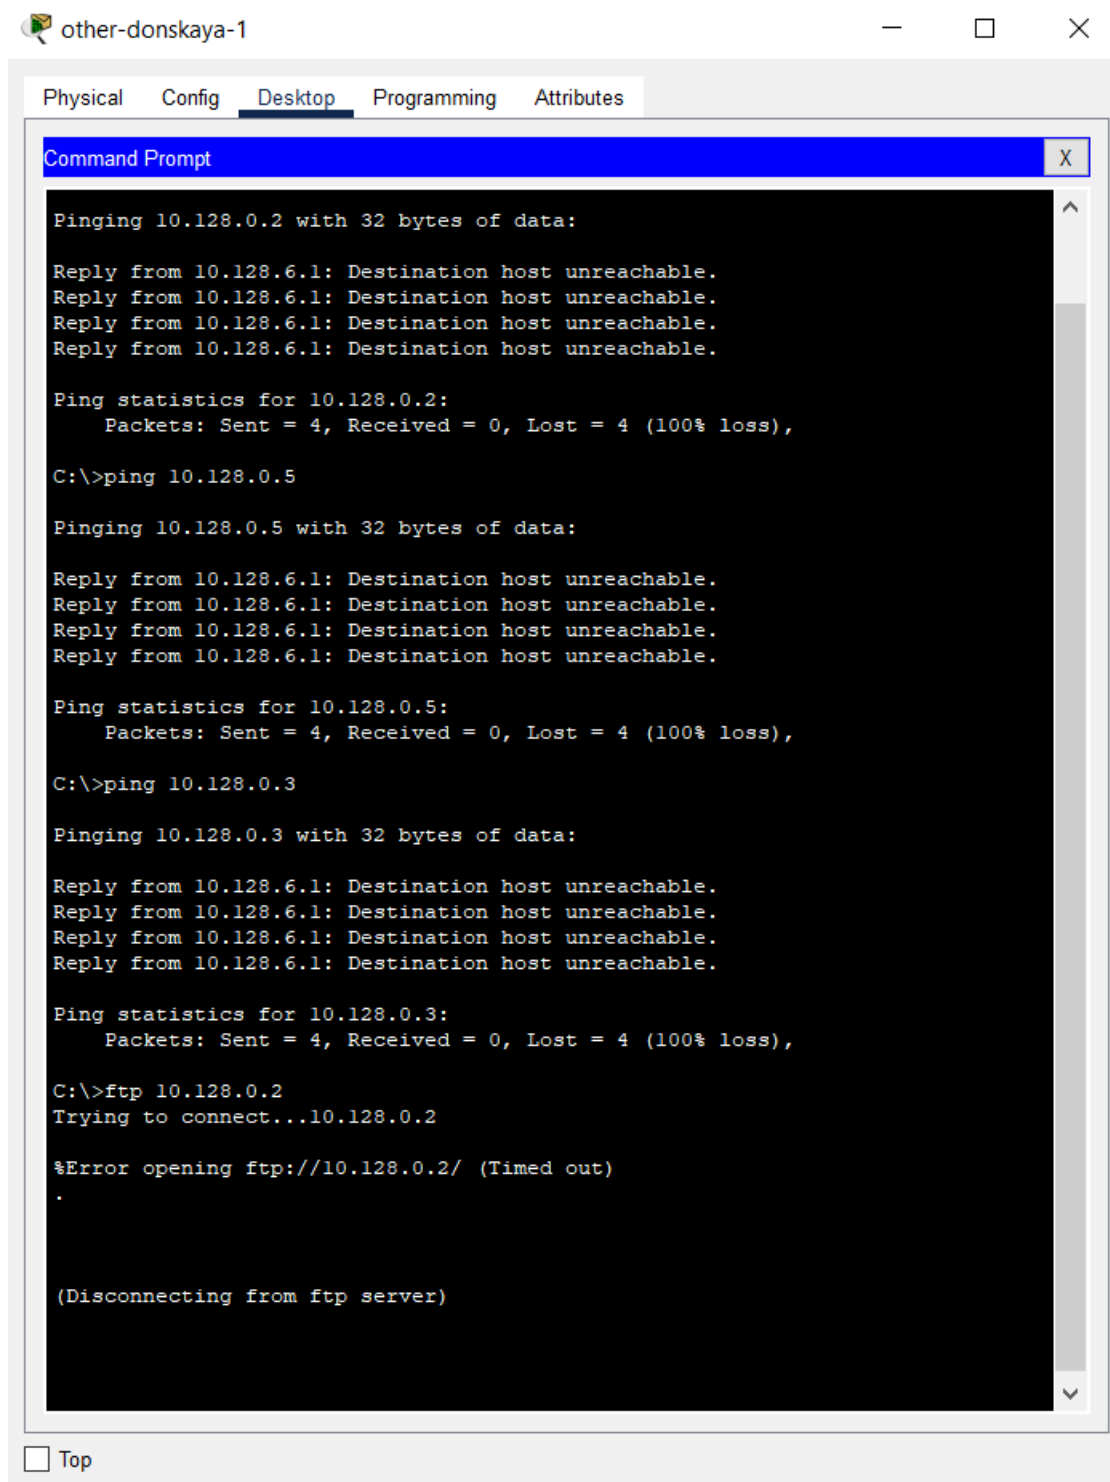 other-donskaya-1
Physical Config Desktop Programming Attributes
Command Prompt X
Pinging 10.128.0.2 with 32 bytes of data:
Reply from 10.128.6.1: Destination host unreachable.
Reply from 10.128.6.1: Destination host unreachable.
Reply from 10.128.6.1: Destination host unreachable.
Reply from 10.128.6.1: Destination host unreachable.
Ping statistics for 10.128.0.2:
Packets: Sent = 4, Received = 0, Lost = 4 (100% loss),
C:\>ping 10.128.0.5
Pinging 10.128.0.5 with 32 bytes of data:
Reply from 10.128.6.1: Destination host unreachable.
Reply from 10.128.6.1: Destination host unreachable.
Reply from 10.128.6.1: Destination host unreachable.
Reply from 10.128.6.1: Destination host unreachable.
Ping statistics for 10.128.0.5:
Packets: Sent = 4, Received = 0, Lost = 4 (100% loss),
C:\>ping 10.128.0.3
Pinging 10.128.0.3 with 32 bytes of data:
Reply from 10.128.6.1: Destination host unreachable.
Reply from 10.128.6.1: Destination host unreachable.
Reply from 10.128.6.1: Destination host unreachable.
Reply from 10.128.6.1: Destination host unreachable.
Ping statistics for 10.128.0.3:
Packets: Sent = 4, Received = 0, Lost = 4 (100% loss),
C:\>ftp 10.128.0.2
Trying to connect...10.128.0.2
%Error opening ftp://10.128.0.2/ (Timed out)
.
(Disconnecting from ftp server)
Top